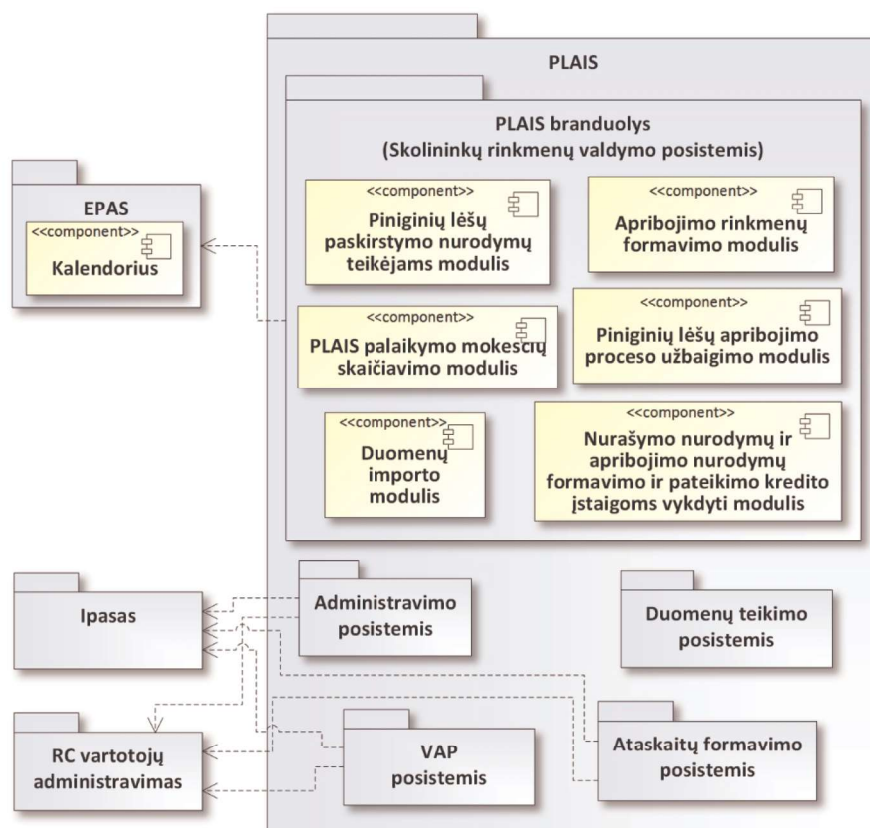 PLAIS
PLAIS branduolys
(Skolininkų rinkmenų valdymo posistemis)
EPAS
<<component>>
Kalendorius
<<component>>
Piniginių lėšų
paskirstymo nurodymų
teikėjams modulis
<<component>>
Apribojimo rinkmenų
formavimo modulis
<<component>>
PLAIS palaikymo mokesčių
skaičiavimo modulis
<<component>>
Piniginių lėšų apribojimo
proceso užbaigimo modulis
<<component>>
Duomenų
importo
modulis
<<component>>
Nurašymo nurodymų ir
apribojimo nurodymų
formavimo ir pateikimo kredito
įstaigoms vykdyti modulis
Ipasas
Administravimo
posistemis
Duomenų teikimo
posistemis
RC vartotojų
administravimas
VAP
posistemis
Ataskaitų formavimo
posistemis